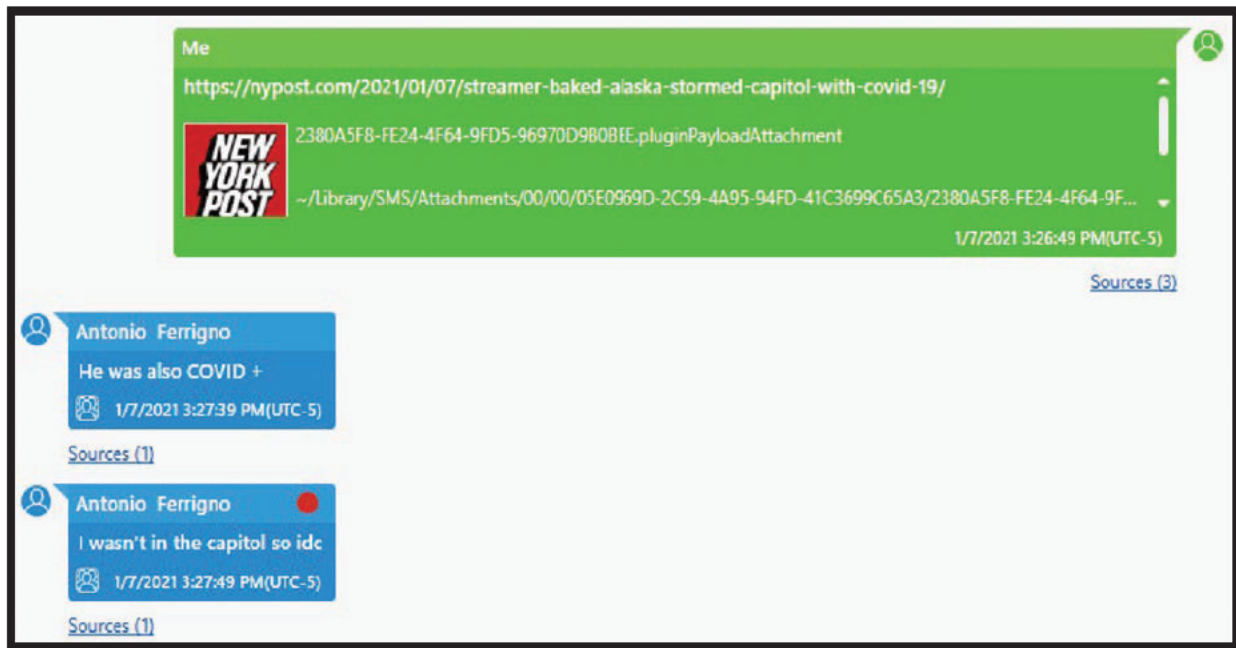 Me
https://nypost.com/2021/01/07/streamer-baked-alaska-stormed-capitol-with-covid-19/
NEW
YORK
POST
2380A5F8-FE24-4F64-9FD5-96970D9B0BEE.pluginPayloadAttachment
~/Library/SMS/Attachments/00/00/05E0969D-2C59-4A95-94FD-41C3699C65A3/2380A5F8-FE24-4F64-9F...
1/7/2021 3:26:49 PM(UTC-5)
Sources (3)
Antonio Ferrigno
He was also COVID +
1/7/2021 3:27:39 PM(UTC-5)
Sources (1)
Antonio Ferrigno
I wasn't in the capitol so idc
1/7/2021 3:27:49 PM(UTC-5)
Sources (1)